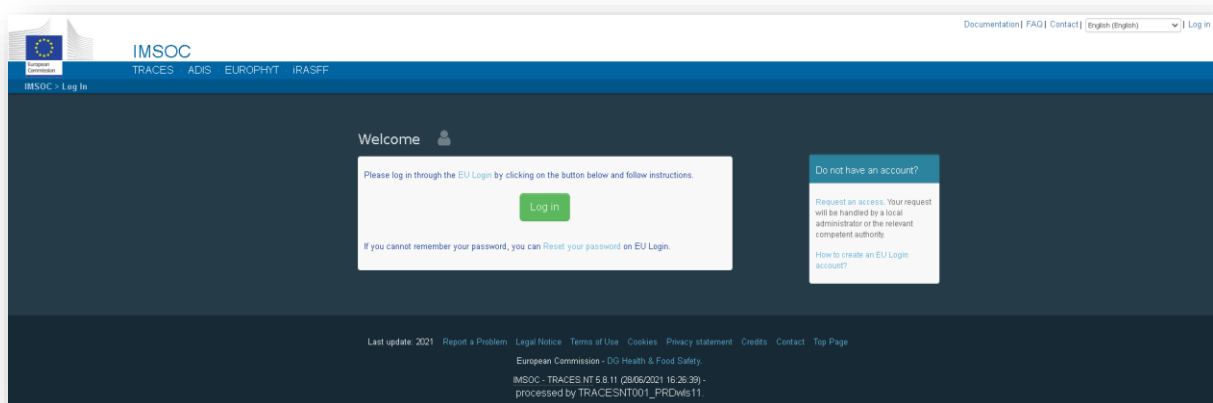 Documentation| FAQ| Contact| English (English) | Log in
IMSOC
European
Commission
TRACES ADIS EUROPHYT iRASFF
IMSOC > Log In
Welcome
Please log in through the EU Login by clicking on the button below and follow instructions.
Log in
If you cannot remember your password, you can Reset your password on EU Login.
Do not have an account?
Request an access. Your request
will be handled by a local
administrator or the relevant
competent authority.
How to create an EU Login
account?
Last update: 2021 Report a Problem Legal Notice Terms of Use Cookies Privacy statement Credits Contact Top Page
European Commission - DG Health & Food Safety.
IMSOC - TRACES.NT 5.8.11 (28/06/2021 16:26:39) -
processed by TRACESNT001_PRDwls11.